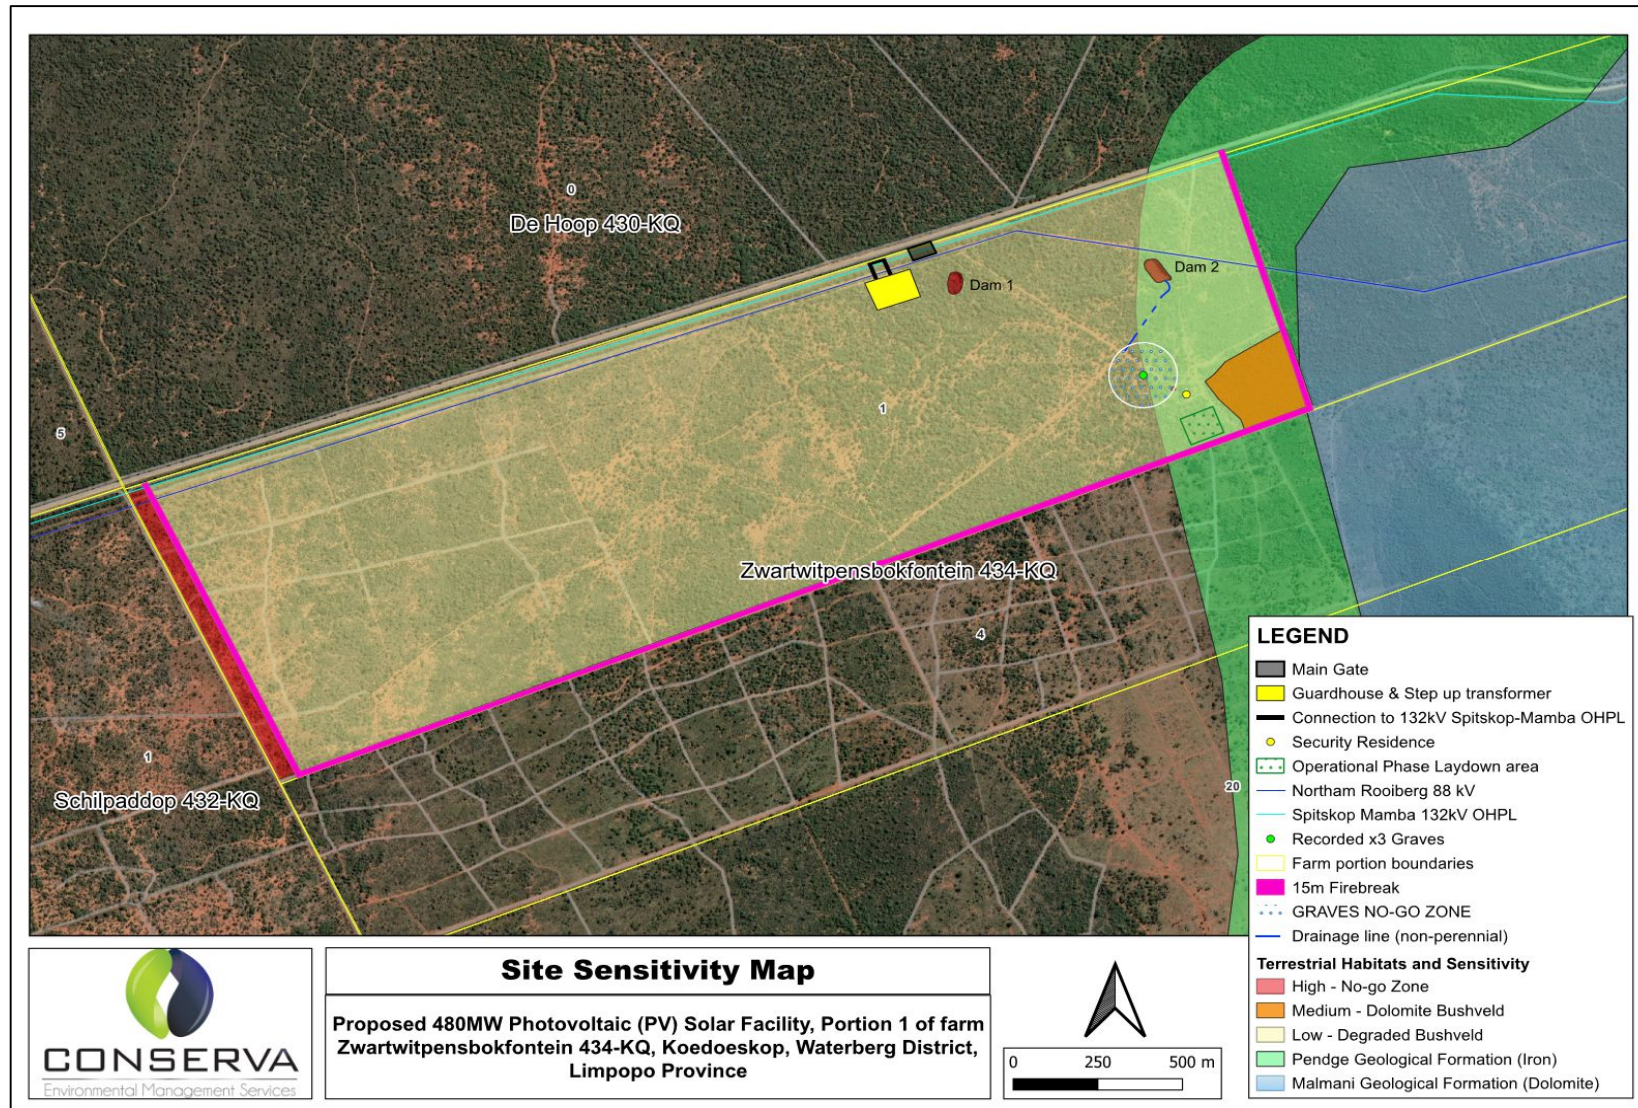 0
De Hoop 430-KQ
Dam 2
Dam 1
1
5
Zwartwitpensbokfontein 434-KQ
4
1
Schilpaddop 432-KQ
20
LEGEND
Main Gate
Guardhouse & Step up transformer
Connection to 132kV Spitskop-Mamba OHPL
Security Residence
Operational Phase Laydown area
Northam Rooiberg 88 kV
Spitskop Mamba 132kV OHPL
Recorded x3 Graves
Farm portion boundaries
15m Firebreak
GRAVES NO-GO ZONE
Drainage line (non-perennial)
Terrestrial Habitats and Sensitivity
High - No-go Zone
Medium - Dolomite Bushveld
Low - Degraded Bushveld
Pendge Geological Formation (Iron)
Malmani Geological Formation (Dolomite)
CONSERVA
Environmental Management Services
Site Sensitivity Map
Proposed 480MW Photovoltaic (PV) Solar Facility, Portion 1 of farm
Zwartwitpensbokfontein 434-KQ, Koedoeskop, Waterberg District,
Limpopo Province
0 250 500 m